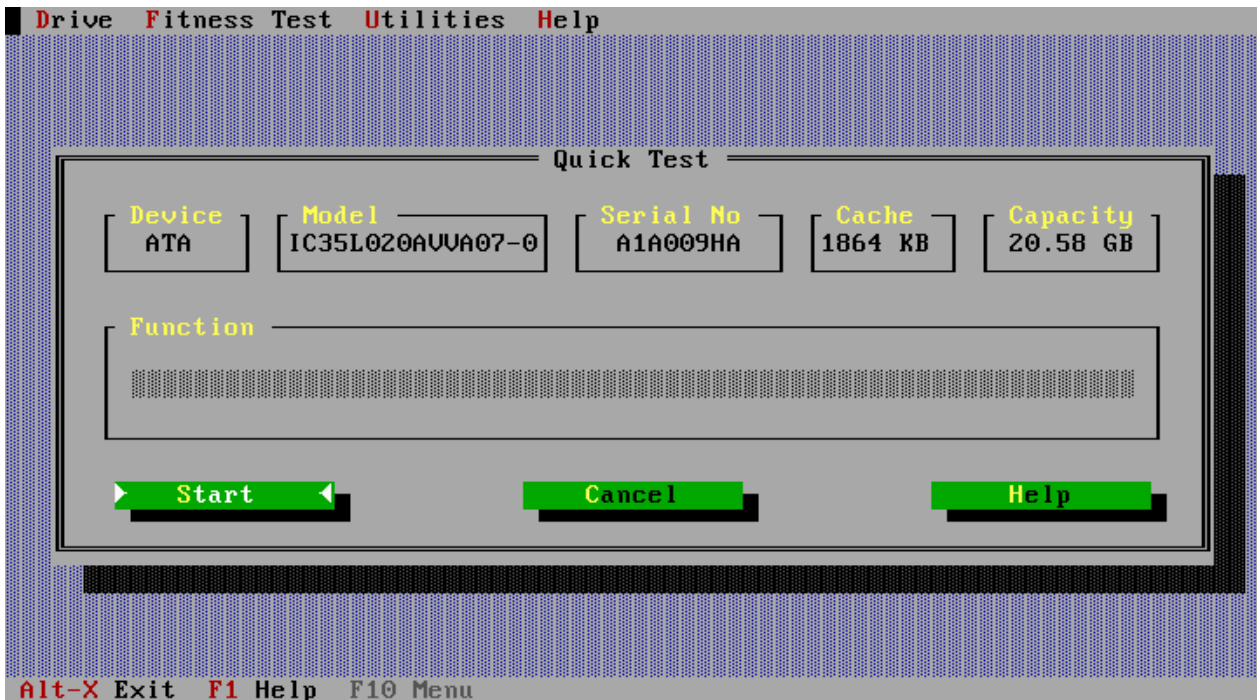 Drive Fitness Test Utilities Help
Quick Test
Device Model Serial No Cache Capacity
ATA IC35L020AVVA07-0 A1A009HA 1864 KB 20.58 GB
Function
Start Cancel Help
Alt-X Exit F1 Help F10 Menu